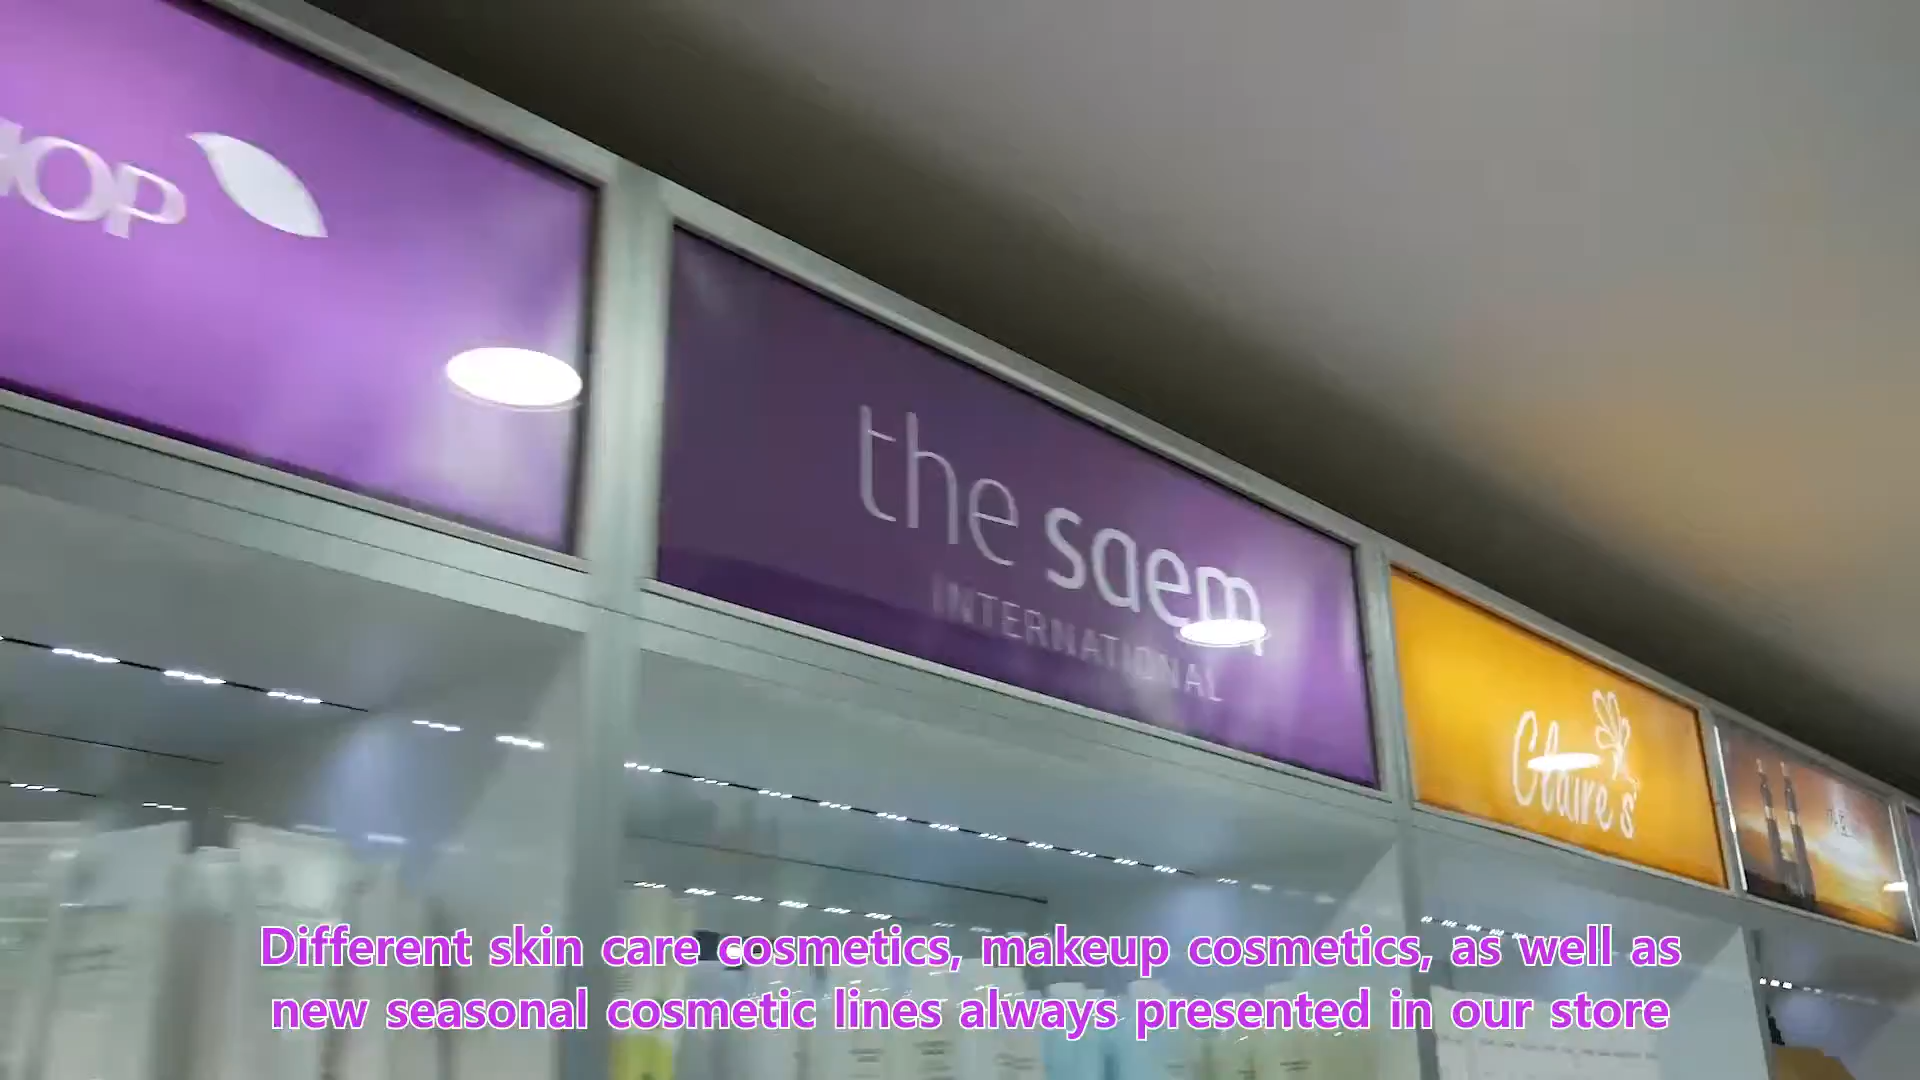 HOP
the saem
INTERNATIONAL
Claire's
Different skin care cosmetics, makeup cosmetics, as well as
new seasonal cosmetic lines always presented in our store